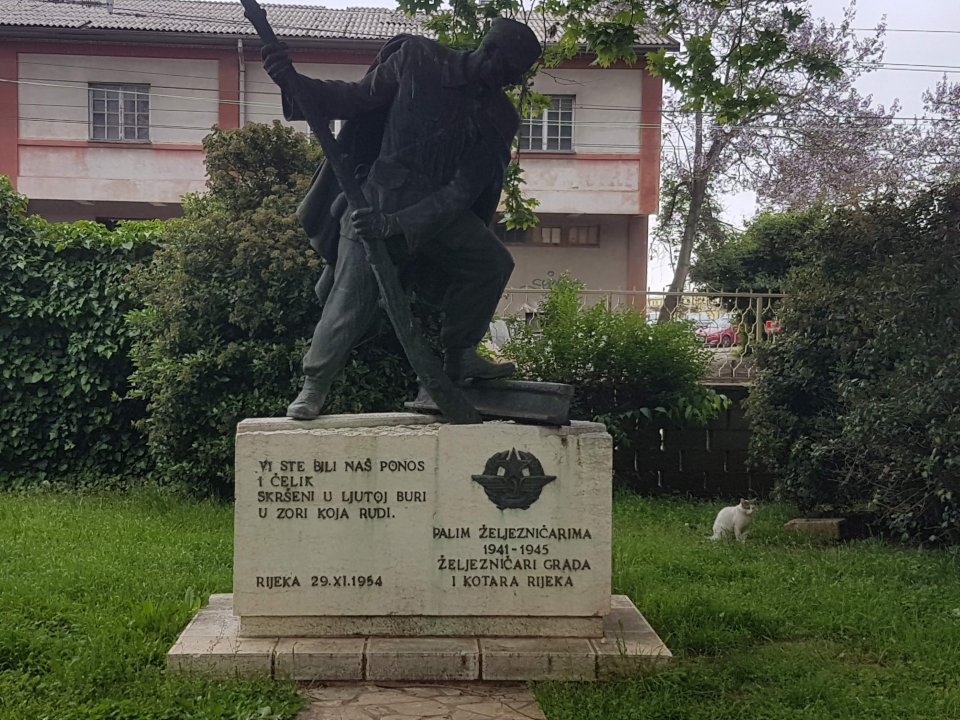 VI STE BILI NAŠ PONOS
I ČELIK
SKRŠENI U LJUTOJ BURI
U ZORI KOJA RUDI.
RIJEKA 29.XI.1954
PALIM ŽELJEZNIČARIMA
1941-1945
ŽELJEZNIČARI GRADA
I KOTARA RIJEKA